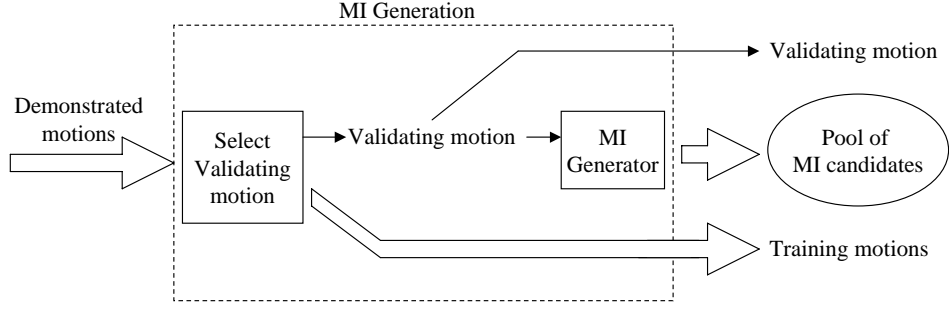 MI Generation
Validating motion
Demonstrated
motions
Select
Validating
motion
Validating motion
MI
Generator
Pool of
MI candidates
Training motions